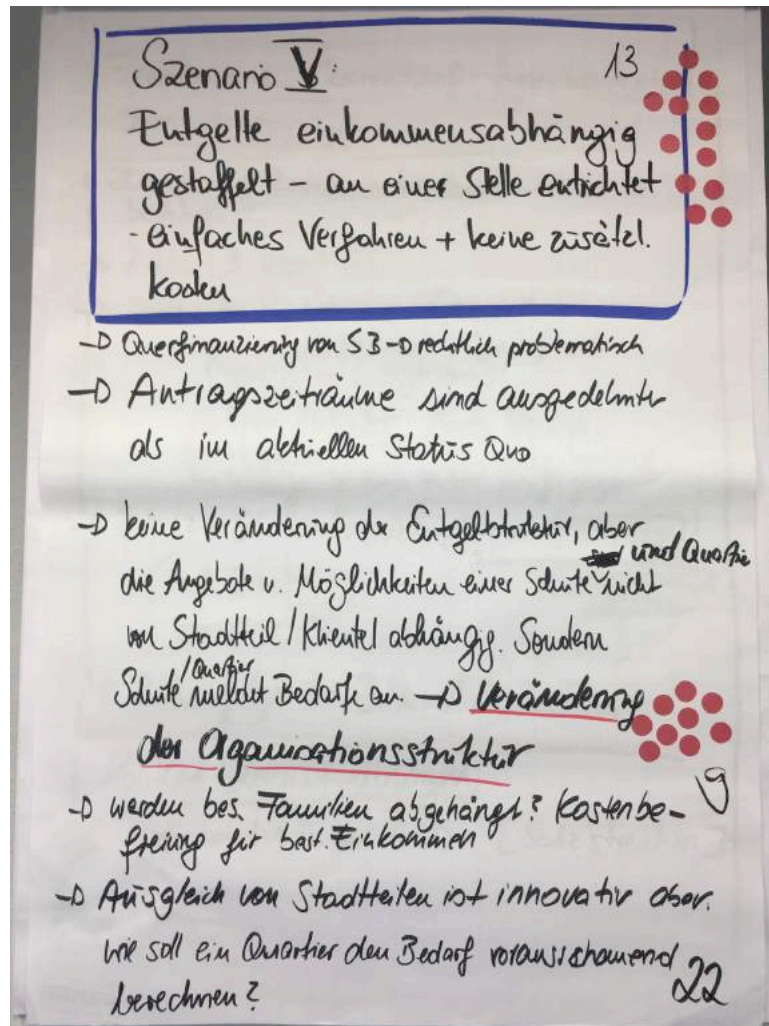 Szenario V: 13
Entgelte einkommensabhängig
gestaffelt – an einer Stelle entrichtet
- einfaches Verfahren + keine zusätzl.
Kosten
→ Querfinanzierung von SB → rechtlich problematisch
→ Antragszeiträume sind ausgedehnter
als im aktuellen Status Quo
→ keine Veränderung der Entgeltstruktur, aber
und Quartie
die Angebote u. Möglichkeiten einer Schule nicht
von Stadtteil / Klientel abhängig. Sondern
/Quartier
Schule meldet Bedarfe an. → Veränderung
der Organisationsstruktur
9
→ werden bes. Familien abgehängt? Kostenbe-
freiung für best. Einkommen
→ Ausgleich von Stadtteilen ist innovativ aber.
wie soll ein Quartier den Bedarf vorausschauend
berechnen? 22